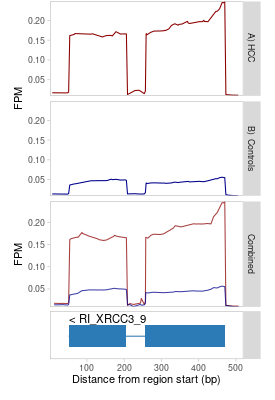 0.20
0.15
0.10
0.05
A) HCC
FPM
0.20
0.15
0.10
0.05
B) Controls
0.20
0.15
0.10
0.05
Combined
FPM
< RI_XRCC3_9
100 200 300 400 500
Distance from region start (bp)